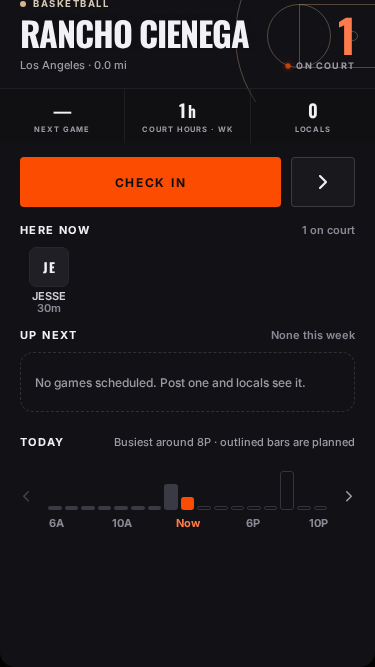 BASKETBALL
RANCHO CIENEGA
1
Los Angeles · 0.0 mi
ON COURT
— 1h 0
NEXT GAME COURT HOURS · WK LOCALS
CHECK IN
HERE NOW 1 on court
JE
JESSE
30m
UP NEXT None this week
No games scheduled. Post one and locals see it.
TODAY Busiest around 8P · outlined bars are planned
6A 10A Now 6P 10P